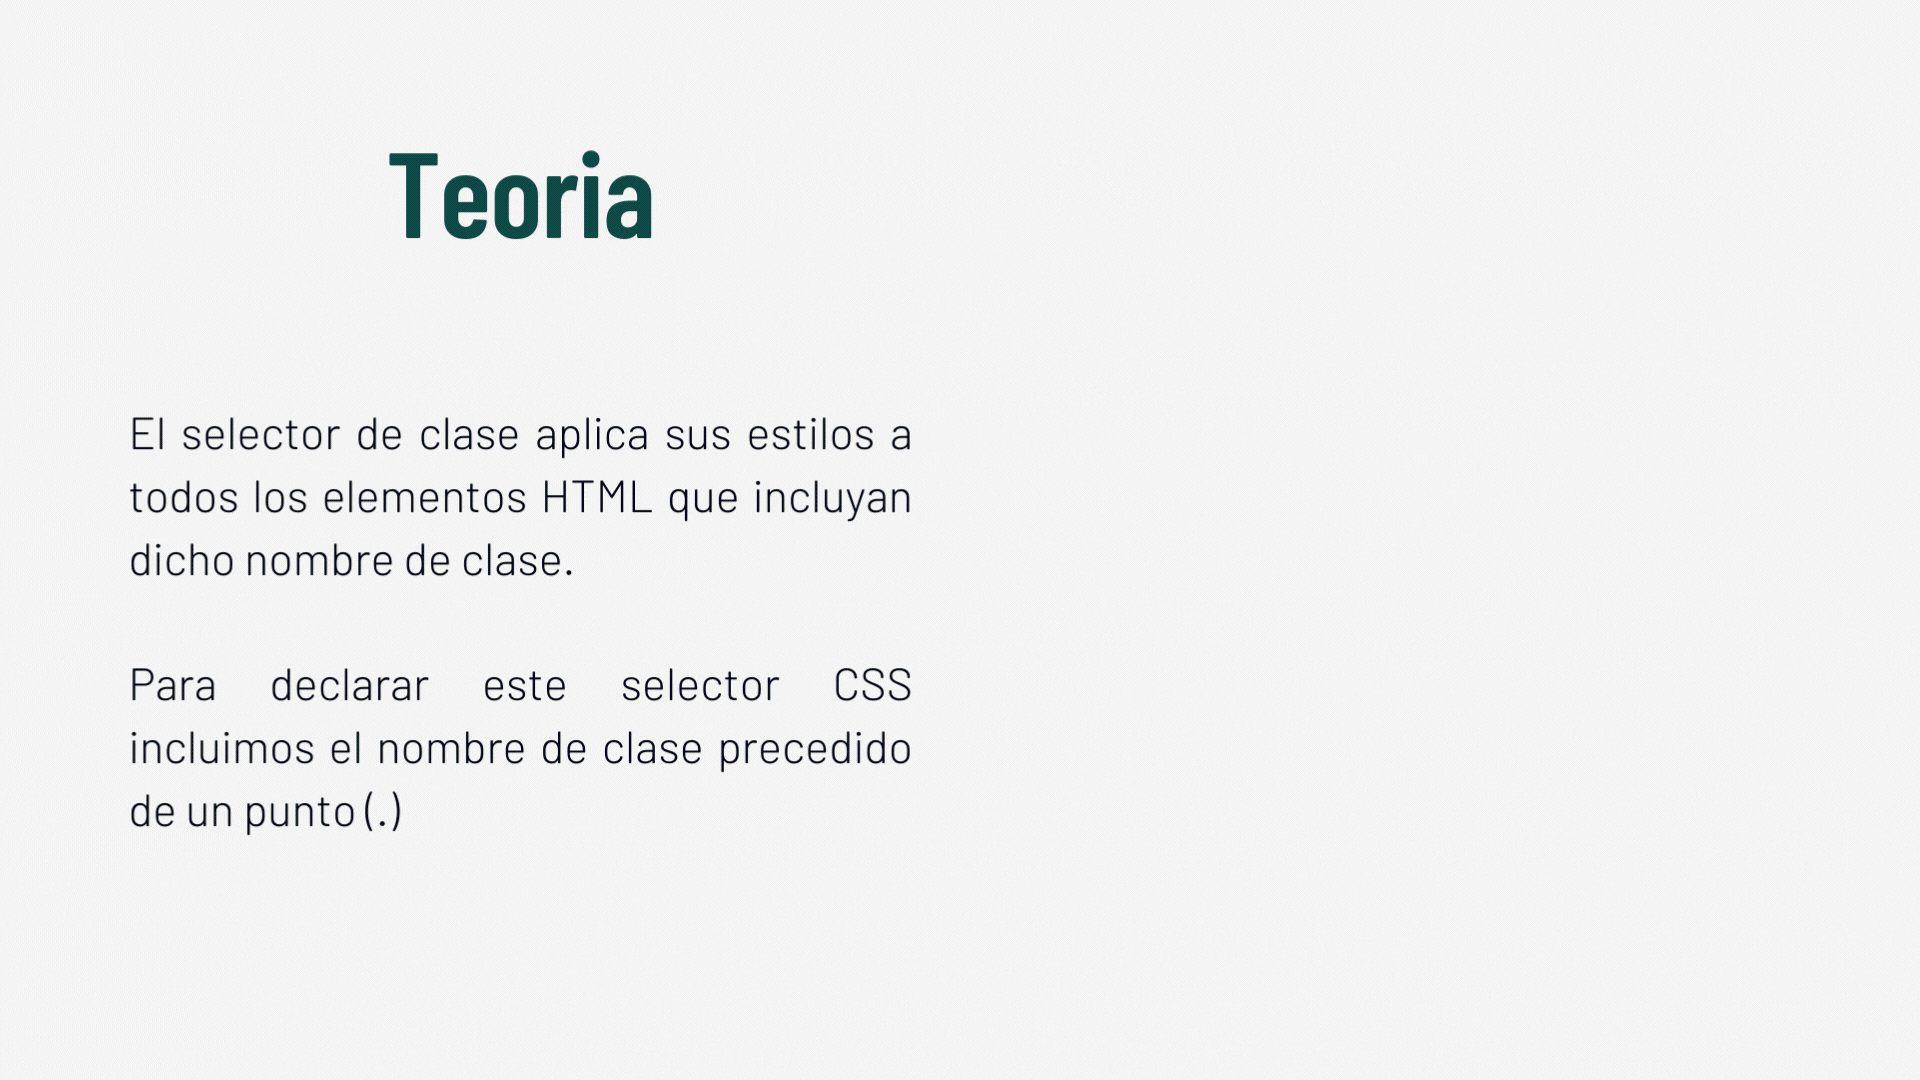 Teoria
El selector de clase aplica sus estilos a
todos los elementos HTML que incluyan
dicho nombre de clase.
Para declarar este selector CSS
incluimos el nombre de clase precedido
de un punto (.)